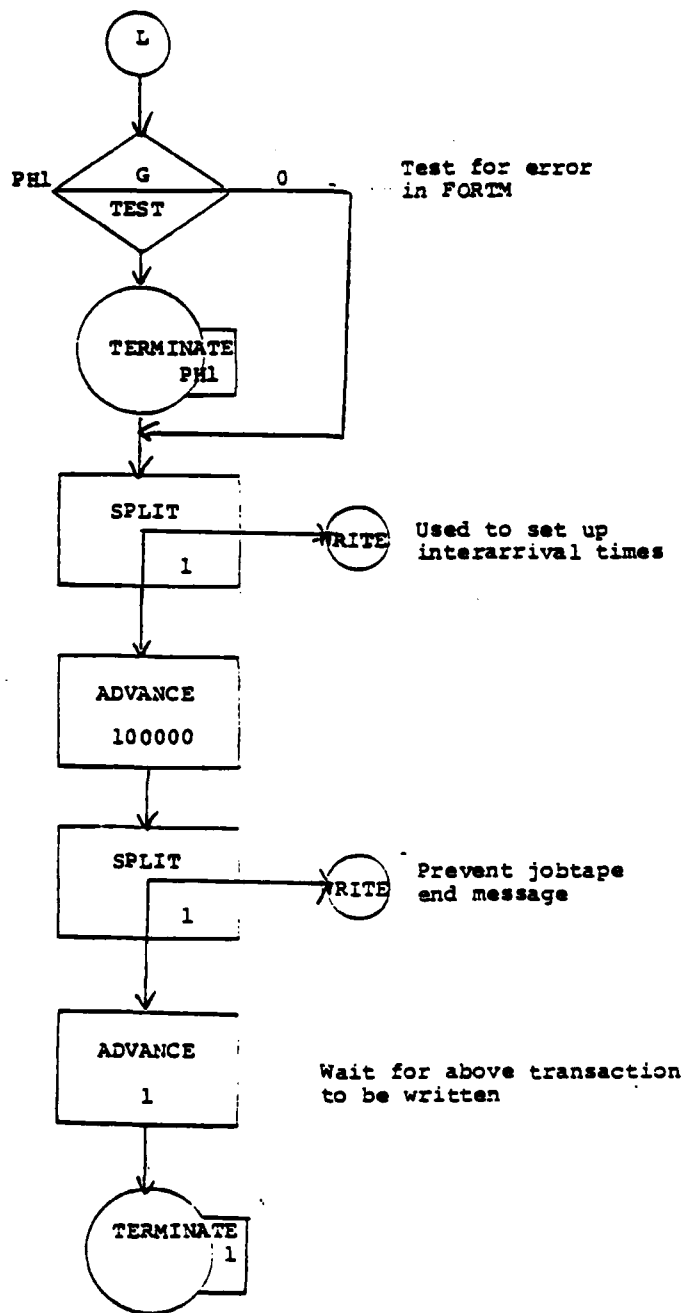 L
PH1
G
0
TEST
Test for error
in FORTM
TERMINATE
PH1
SPLIT
1
WRITE
Used to set up
interarrival times
ADVANCE
100000
SPLIT
1
WRITE
Prevent jobtape
end message
ADVANCE
1
Wait for above transaction
to be written
TERMINATE
1